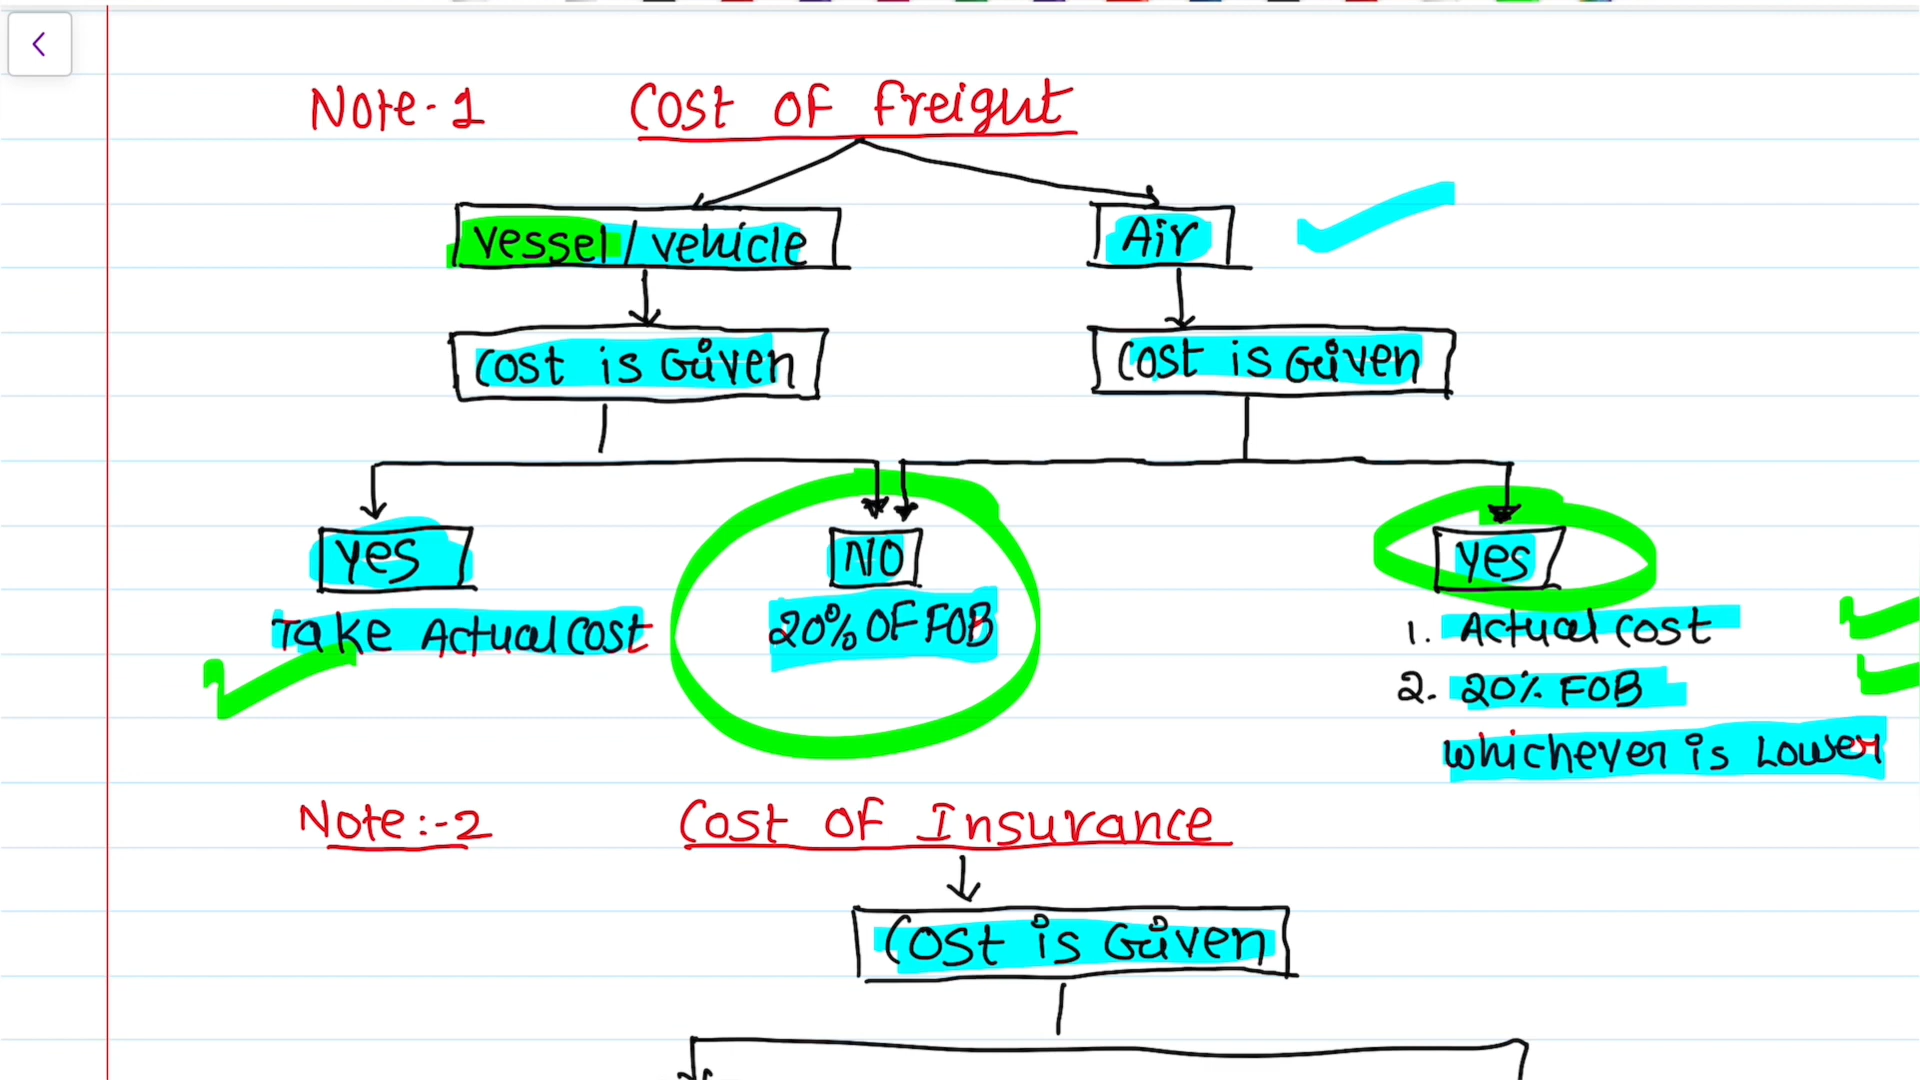 Note-1 Cost of freight
vessel / vehicle Air
Cost is Given Cost is Given
Yes NO Yes
Take Actual Cost 20% OF FOB 1. Actual Cost
2. 20% FOB
whichever is Lower
Note:-2 Cost of Insurance
Cost is Given